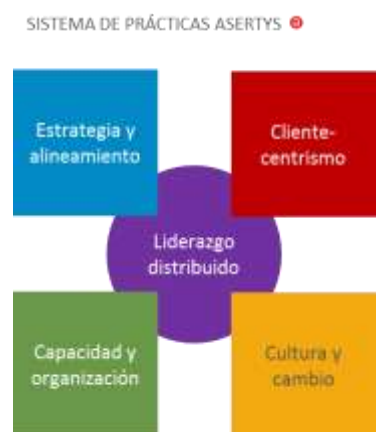 SISTEMA DE PRÁCTICAS ASERTYS ®
Estrategia y
alineamiento
Cliente-
centrismo
Liderazgo
distribuido
Capacidad y
organización
Cultura y
cambio